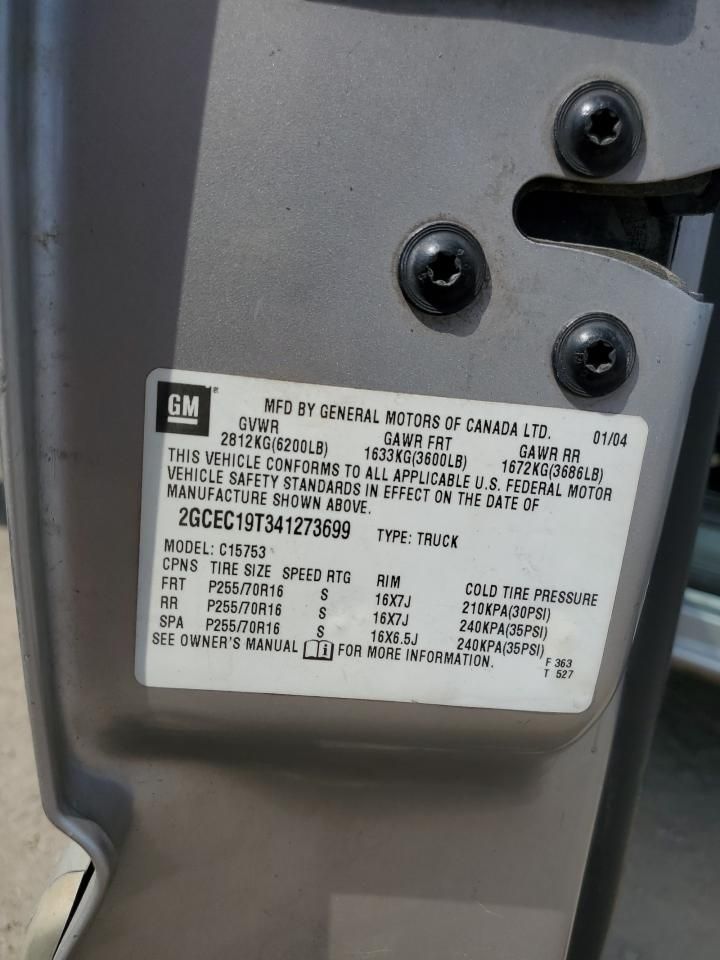 GM®
MFD BY GENERAL MOTORS OF CANADA LTD. 01/04
GVWR GAWR FRT GAWR RR
2812KG(6200LB) 1633KG(3600LB) 1672KG(3686LB)
THIS VEHICLE CONFORMS TO ALL APPLICABLE U.S. FEDERAL MOTOR
VEHICLE SAFETY STANDARDS IN EFFECT ON THE DATE OF
MANUFACTURE SHOWN ABOVE.
2GCEC19T341273699 TYPE: TRUCK
MODEL: C15753
CPNS TIRE SIZE SPEED RTG RIM COLD TIRE PRESSURE
FRT P255/70R16 S 16X7J 210KPA(30PSI)
RR P255/70R16 S 16X7J 240KPA(35PSI)
SPA P255/70R16 S 16X6.5J 240KPA(35PSI)
SEE OWNER'S MANUAL FOR MORE INFORMATION.
F 363
T 527